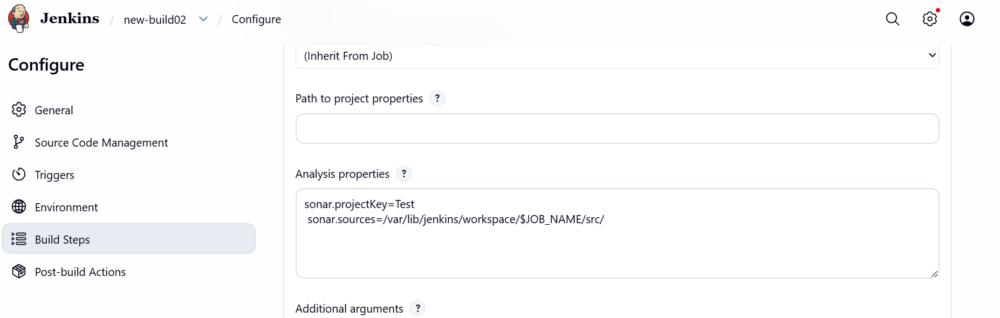 Jenkins / new-build02 / Configure
Configure
General
Source Code Management
Triggers
Environment
Build Steps
Post-build Actions
(Inherit From Job)
Path to project properties ?
Analysis properties ?
sonar.projectKey=Test
sonar.sources=/var/lib/jenkins/workspace/$JOB_NAME/src/
Additional arguments ?